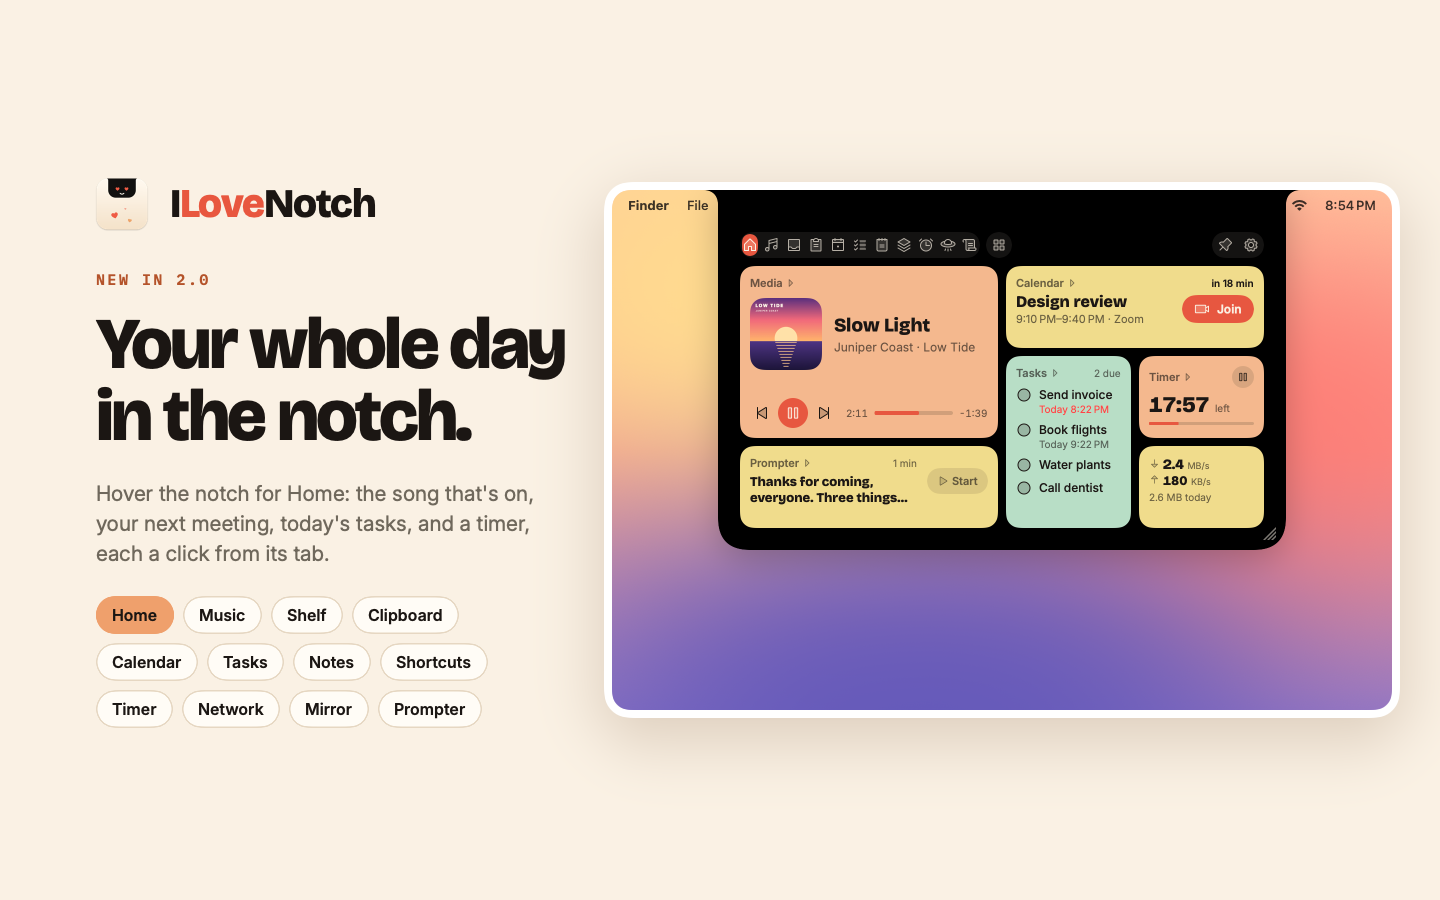 ILoveNotch
NEW IN 2.0
Your whole day
in the notch.
Hover the notch for Home: the song that's on,
your next meeting, today's tasks, and a timer,
each a click from its tab.
Home Music Shelf Clipboard
Calendar Tasks Notes Shortcuts
Timer Network Mirror Prompter
Finder File
8:54 PM
Media
LOW TIDE
JUNIPER COAST
Slow Light
Juniper Coast · Low Tide
2:11 -1:39
Prompter 1 min
Thanks for coming,
everyone. Three things...
Start
Calendar in 18 min
Design review
9:10 PM–9:40 PM · Zoom
Join
Tasks 2 due
Send invoice
Today 8:22 PM
Book flights
Today 9:22 PM
Water plants
Call dentist
Timer
17:57 left
2.4 MB/s
180 KB/s
2.6 MB today